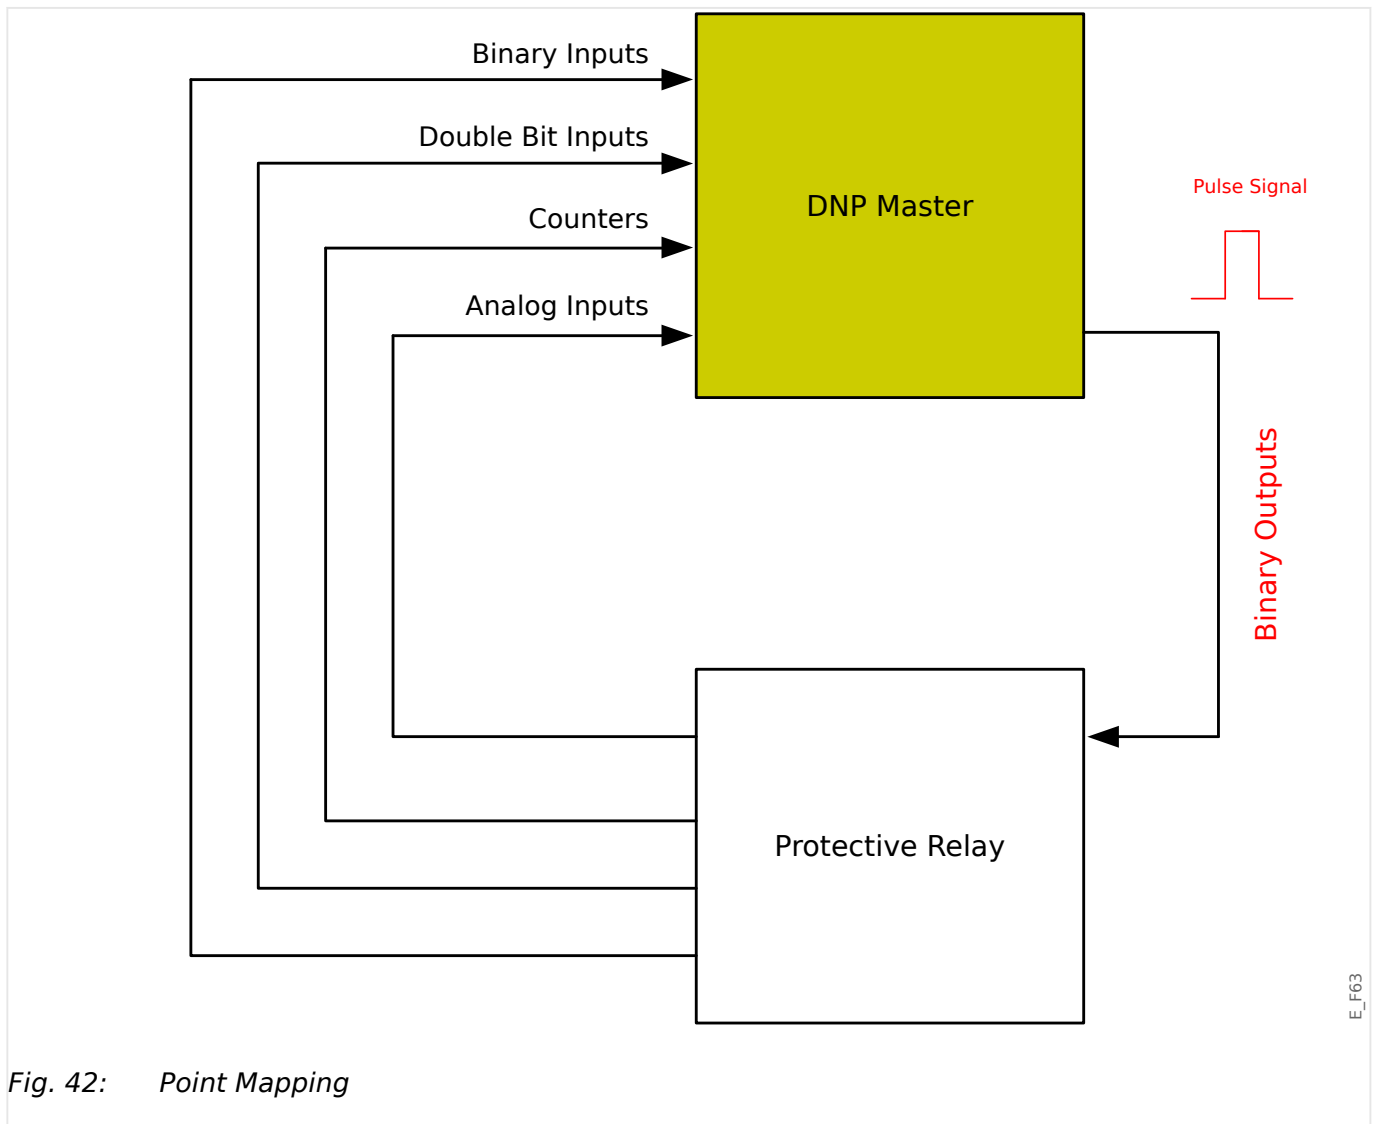 Binary Inputs
Double Bit Inputs
Counters
Analog Inputs
DNP Master
Pulse Signal
Binary Outputs
Protective Relay
E_F63
Fig. 42: Point Mapping